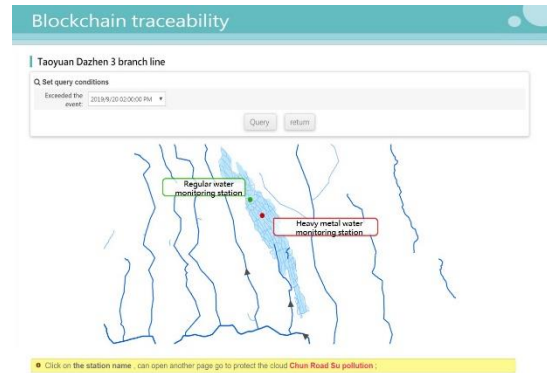 Blockchain traceability
Taoyuan Dazhen 3 branch line
Set query conditions
Exceeded the
event:
2019/9/20 02:00:00 PM
Query return
Regular water
monitoring station
Heavy metal water
monitoring station
Click on the station name , can open another page go to protect the cloud Chun Road Su pollution ;